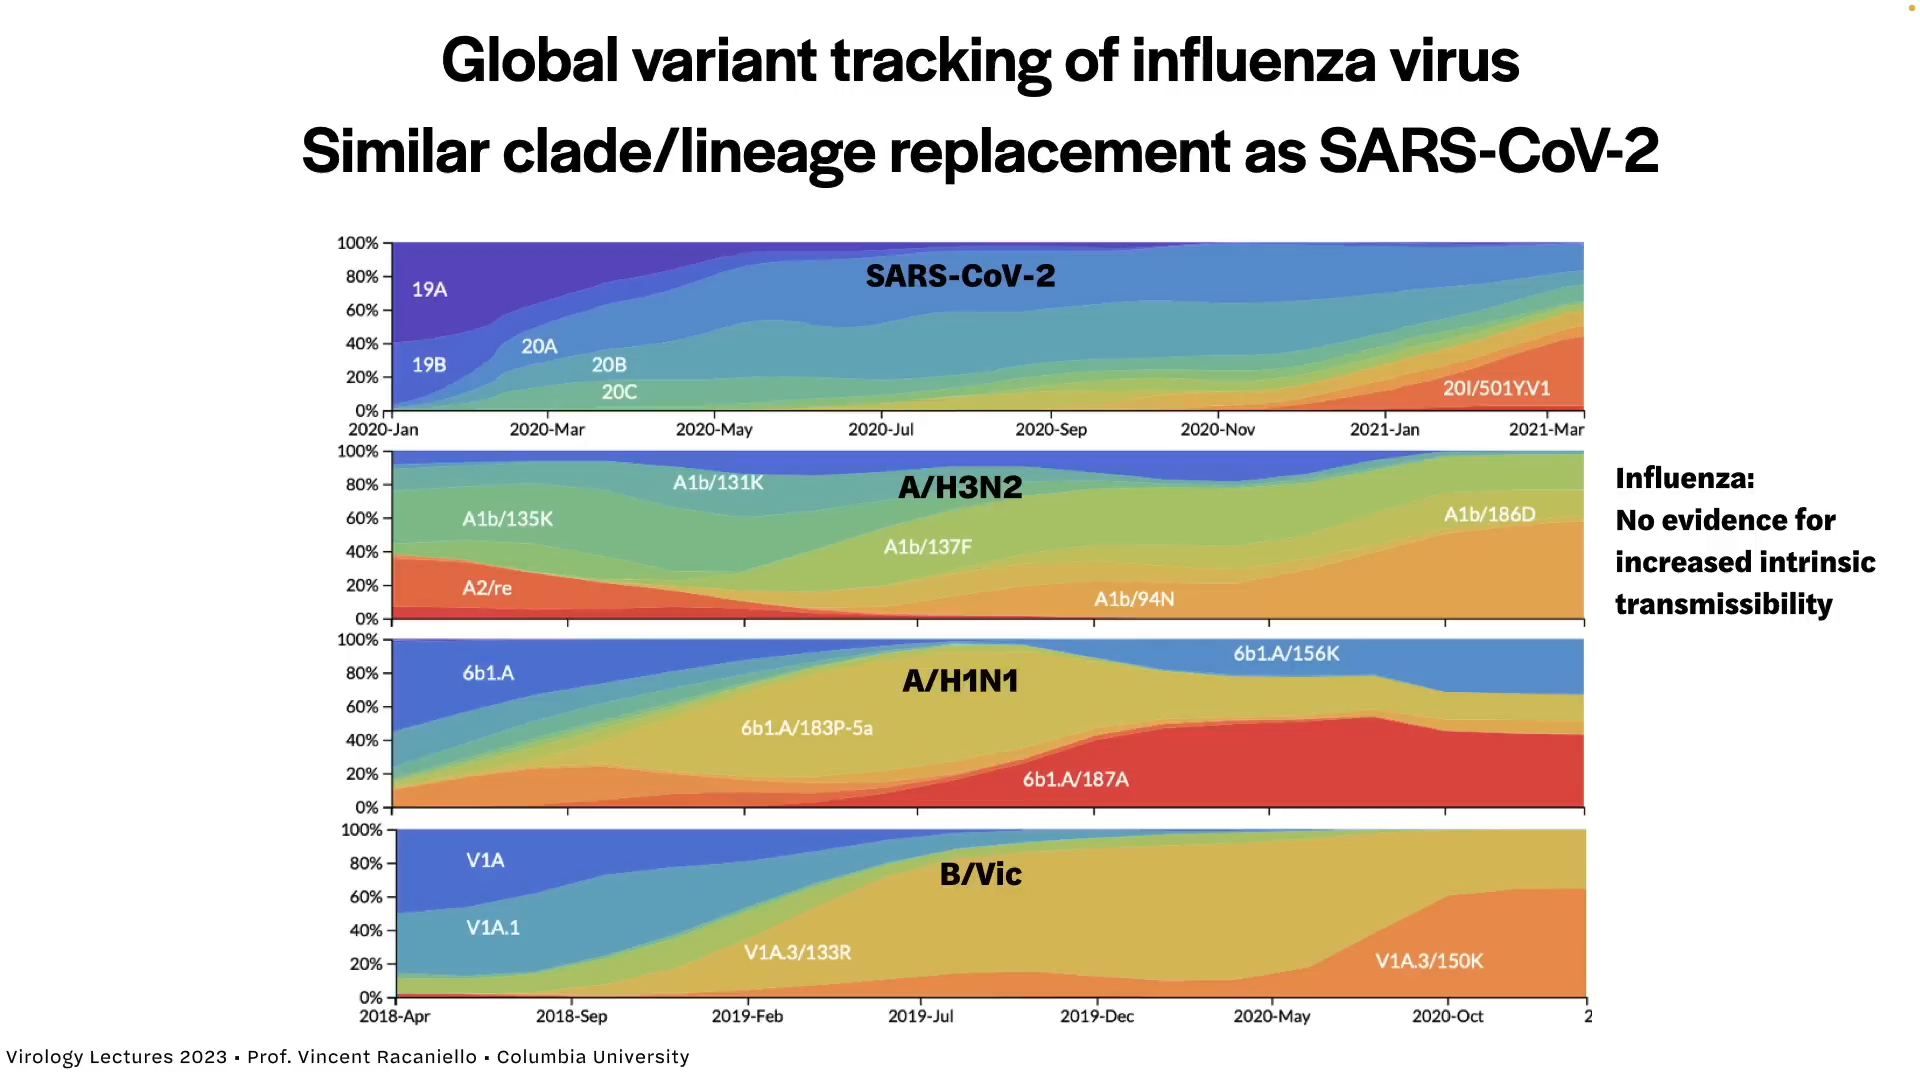 Global variant tracking of influenza virus
Similar clade/lineage replacement as SARS-CoV-2
100%
80%
60%
40%
20%
0%
SARS-CoV-2
19A
19B
20A
20B
20C
20I/501Y.V1
2020-Jan 2020-Mar 2020-May 2020-Jul 2020-Sep 2020-Nov 2021-Jan 2021-Mar
100%
80%
60%
40%
20%
0%
A/H3N2
A1b/131K
A1b/135K
A1b/137F
A1b/186D
A2/re
A1b/94N
Influenza:
No evidence for
increased intrinsic
transmissibility
100%
80%
60%
40%
20%
0%
A/H1N1
6b1.A
6b1.A/156K
6b1.A/183P-5a
6b1.A/187A
100%
80%
60%
40%
20%
0%
B/Vic
V1A
V1A.1
V1A.3/133R
V1A.3/150K
2018-Apr 2018-Sep 2019-Feb 2019-Jul 2019-Dec 2020-May 2020-Oct 2
Virology Lectures 2023 • Prof. Vincent Racaniello • Columbia University